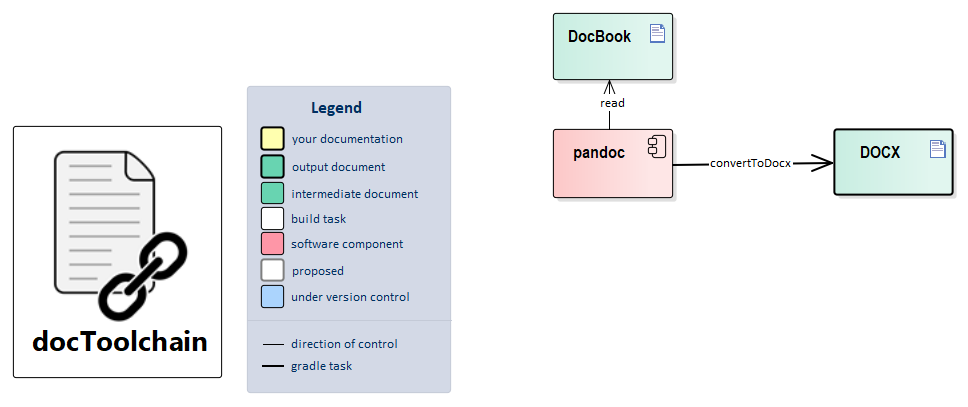 docToolchain
Legend
your documentation
output document
intermediate document
build task
software component
proposed
under version control
direction of control
gradle task
DocBook
read
pandoc
convertToDocx
DOCX